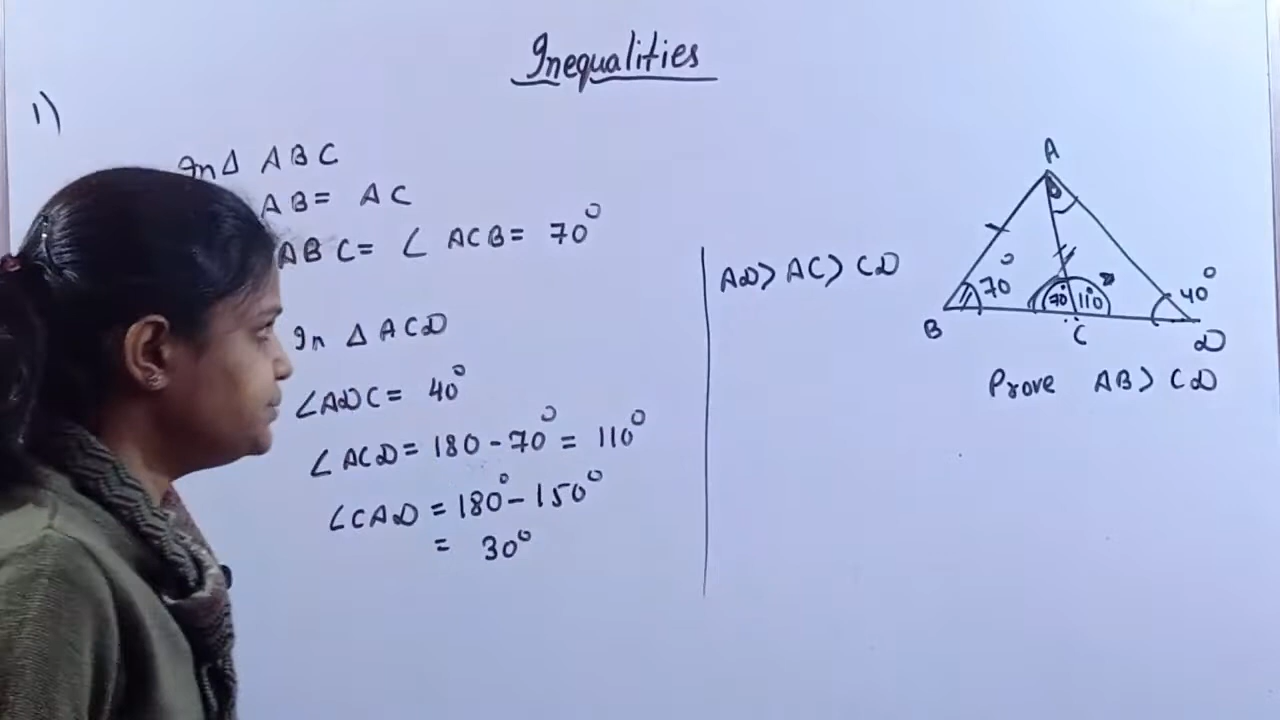 Inequalities
1)
In Δ ABC
AB = AC
ABC = ∠ ACB = 70°
In Δ ACD
∠ADC = 40°
∠ACD = 180 - 70° = 110°
∠CAD = 180° - 150°
= 30°
AD > AC > CD
A
70°
70° 110°
40°
B
C
D
Prove AB > CD